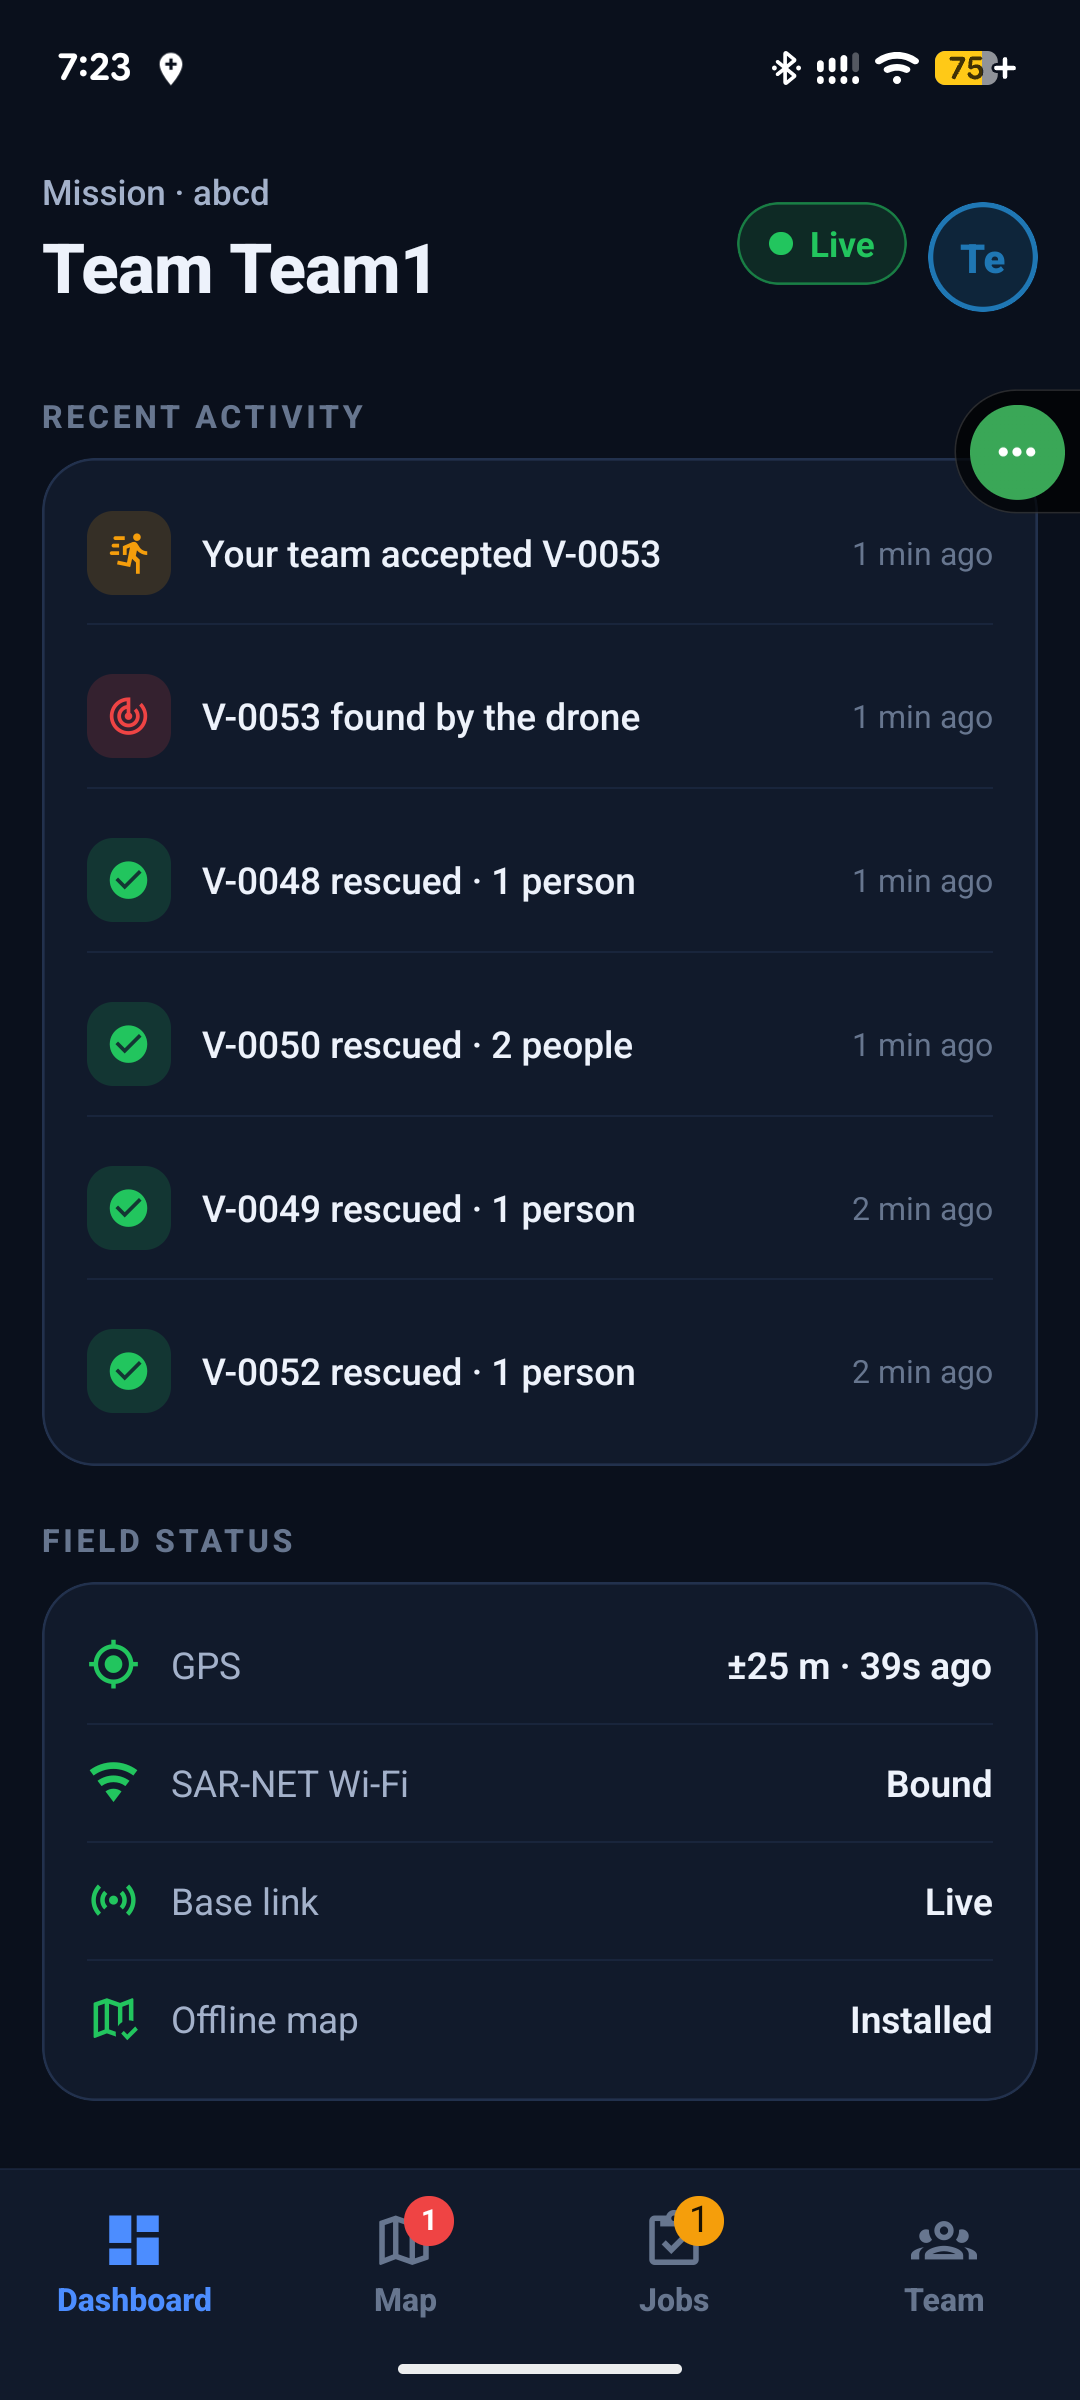 7:23
75
Mission · abcd
Team Team1
Live
Te
RECENT ACTIVITY
Your team accepted V-0053
1 min ago
V-0053 found by the drone
1 min ago
V-0048 rescued · 1 person
1 min ago
V-0050 rescued · 2 people
1 min ago
V-0049 rescued · 1 person
2 min ago
V-0052 rescued · 1 person
2 min ago
FIELD STATUS
GPS
±25 m · 39s ago
SAR-NET Wi-Fi
Bound
Base link
Live
Offline map
Installed
1
1
Dashboard
Map
Jobs
Team